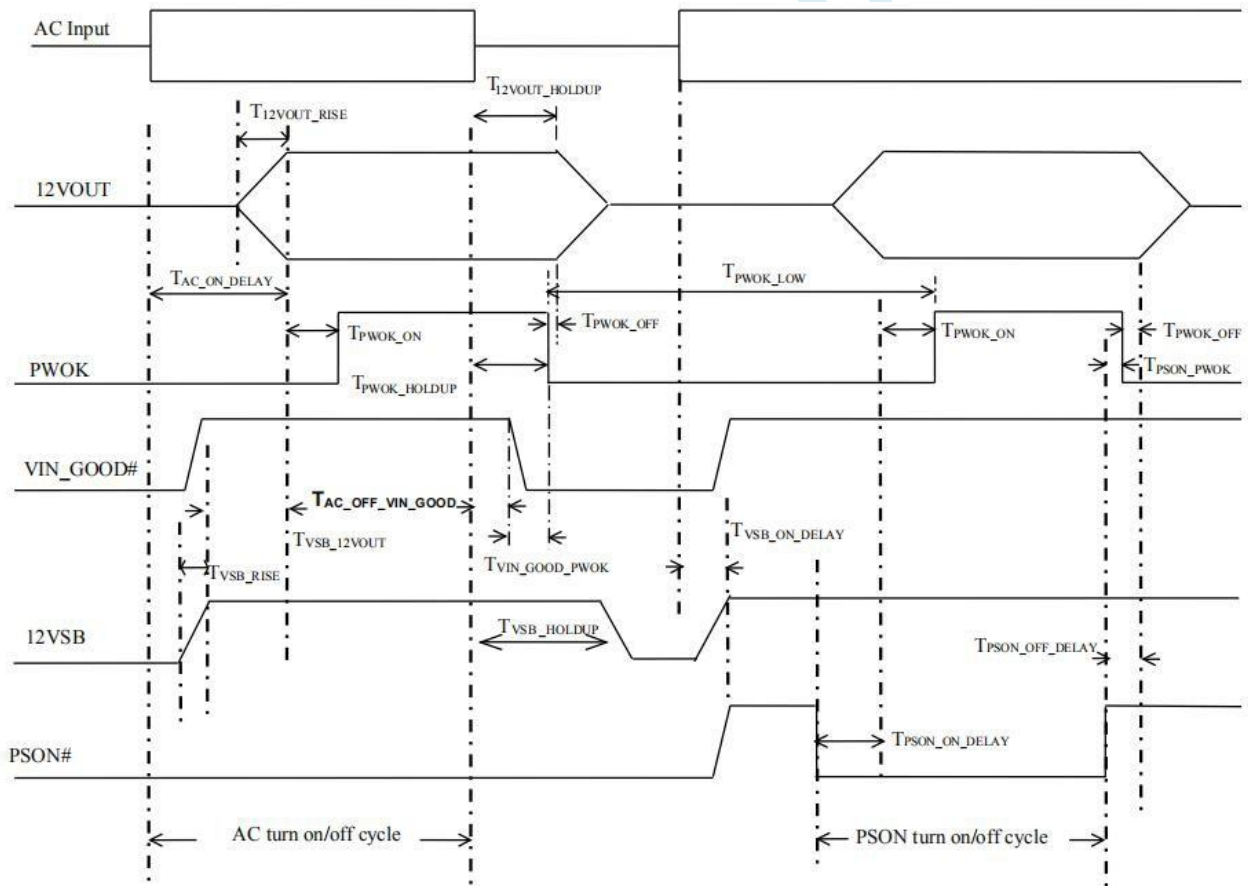 AC Input
T12VOUT_HOLDUP
T12VOUT_RISE
12VOUT
TAC_ON_DELAY
TPWOK_LOW
TPWOK_ON
TPWOK_OFF
TPWOK_ON
TPWOK_OFF
PWOK
TPWOK_HOLDUP
TPSON_PWOK
VIN_GOOD#
TAC_OFF_VIN_GOOD
TVSB_12VOUT
TVSB_ON_DELAY
TVSB_RISE
TVIN_GOOD_PWOK
12VSB
TVSB_HOLDUP
TPSON_OFF_DELAY
PSON#
TPSON_ON_DELAY
AC turn on/off cycle
PSON turn on/off cycle